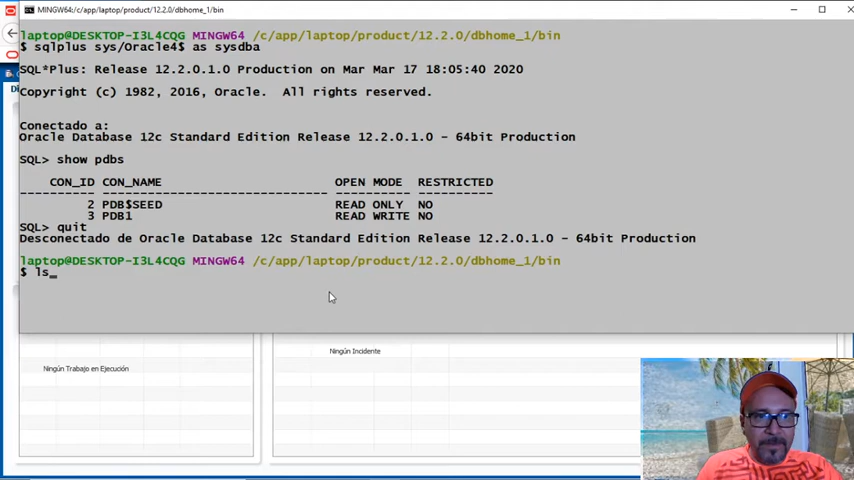 MINGW64:/c/app/laptop/product/12.2.0/dbhome_1/bin
laptop@DESKTOP-I3L4CQG MINGW64 /c/app/laptop/product/12.2.0/dbhome_1/bin
$ sqlplus sys/Oracle4$ as sysdba
SQL*Plus: Release 12.2.0.1.0 Production on Mar Mar 17 18:05:40 2020
Copyright (c) 1982, 2016, Oracle.  All rights reserved.
Conectado a:
Oracle Database 12c Standard Edition Release 12.2.0.1.0 - 64bit Production
SQL> show pdbs
CON_ID CON_NAME OPEN MODE RESTRICTED
---------- ------------------------------ ---------- ----------
2 PDB$SEED READ ONLY NO
3 PDB1 READ WRITE NO
SQL> quit
Desconectado de Oracle Database 12c Standard Edition Release 12.2.0.1.0 - 64bit Production
laptop@DESKTOP-I3L4CQG MINGW64 /c/app/laptop/product/12.2.0/dbhome_1/bin
$ ls_
Ningún Incidente
Ningún Trabajo en Ejecución